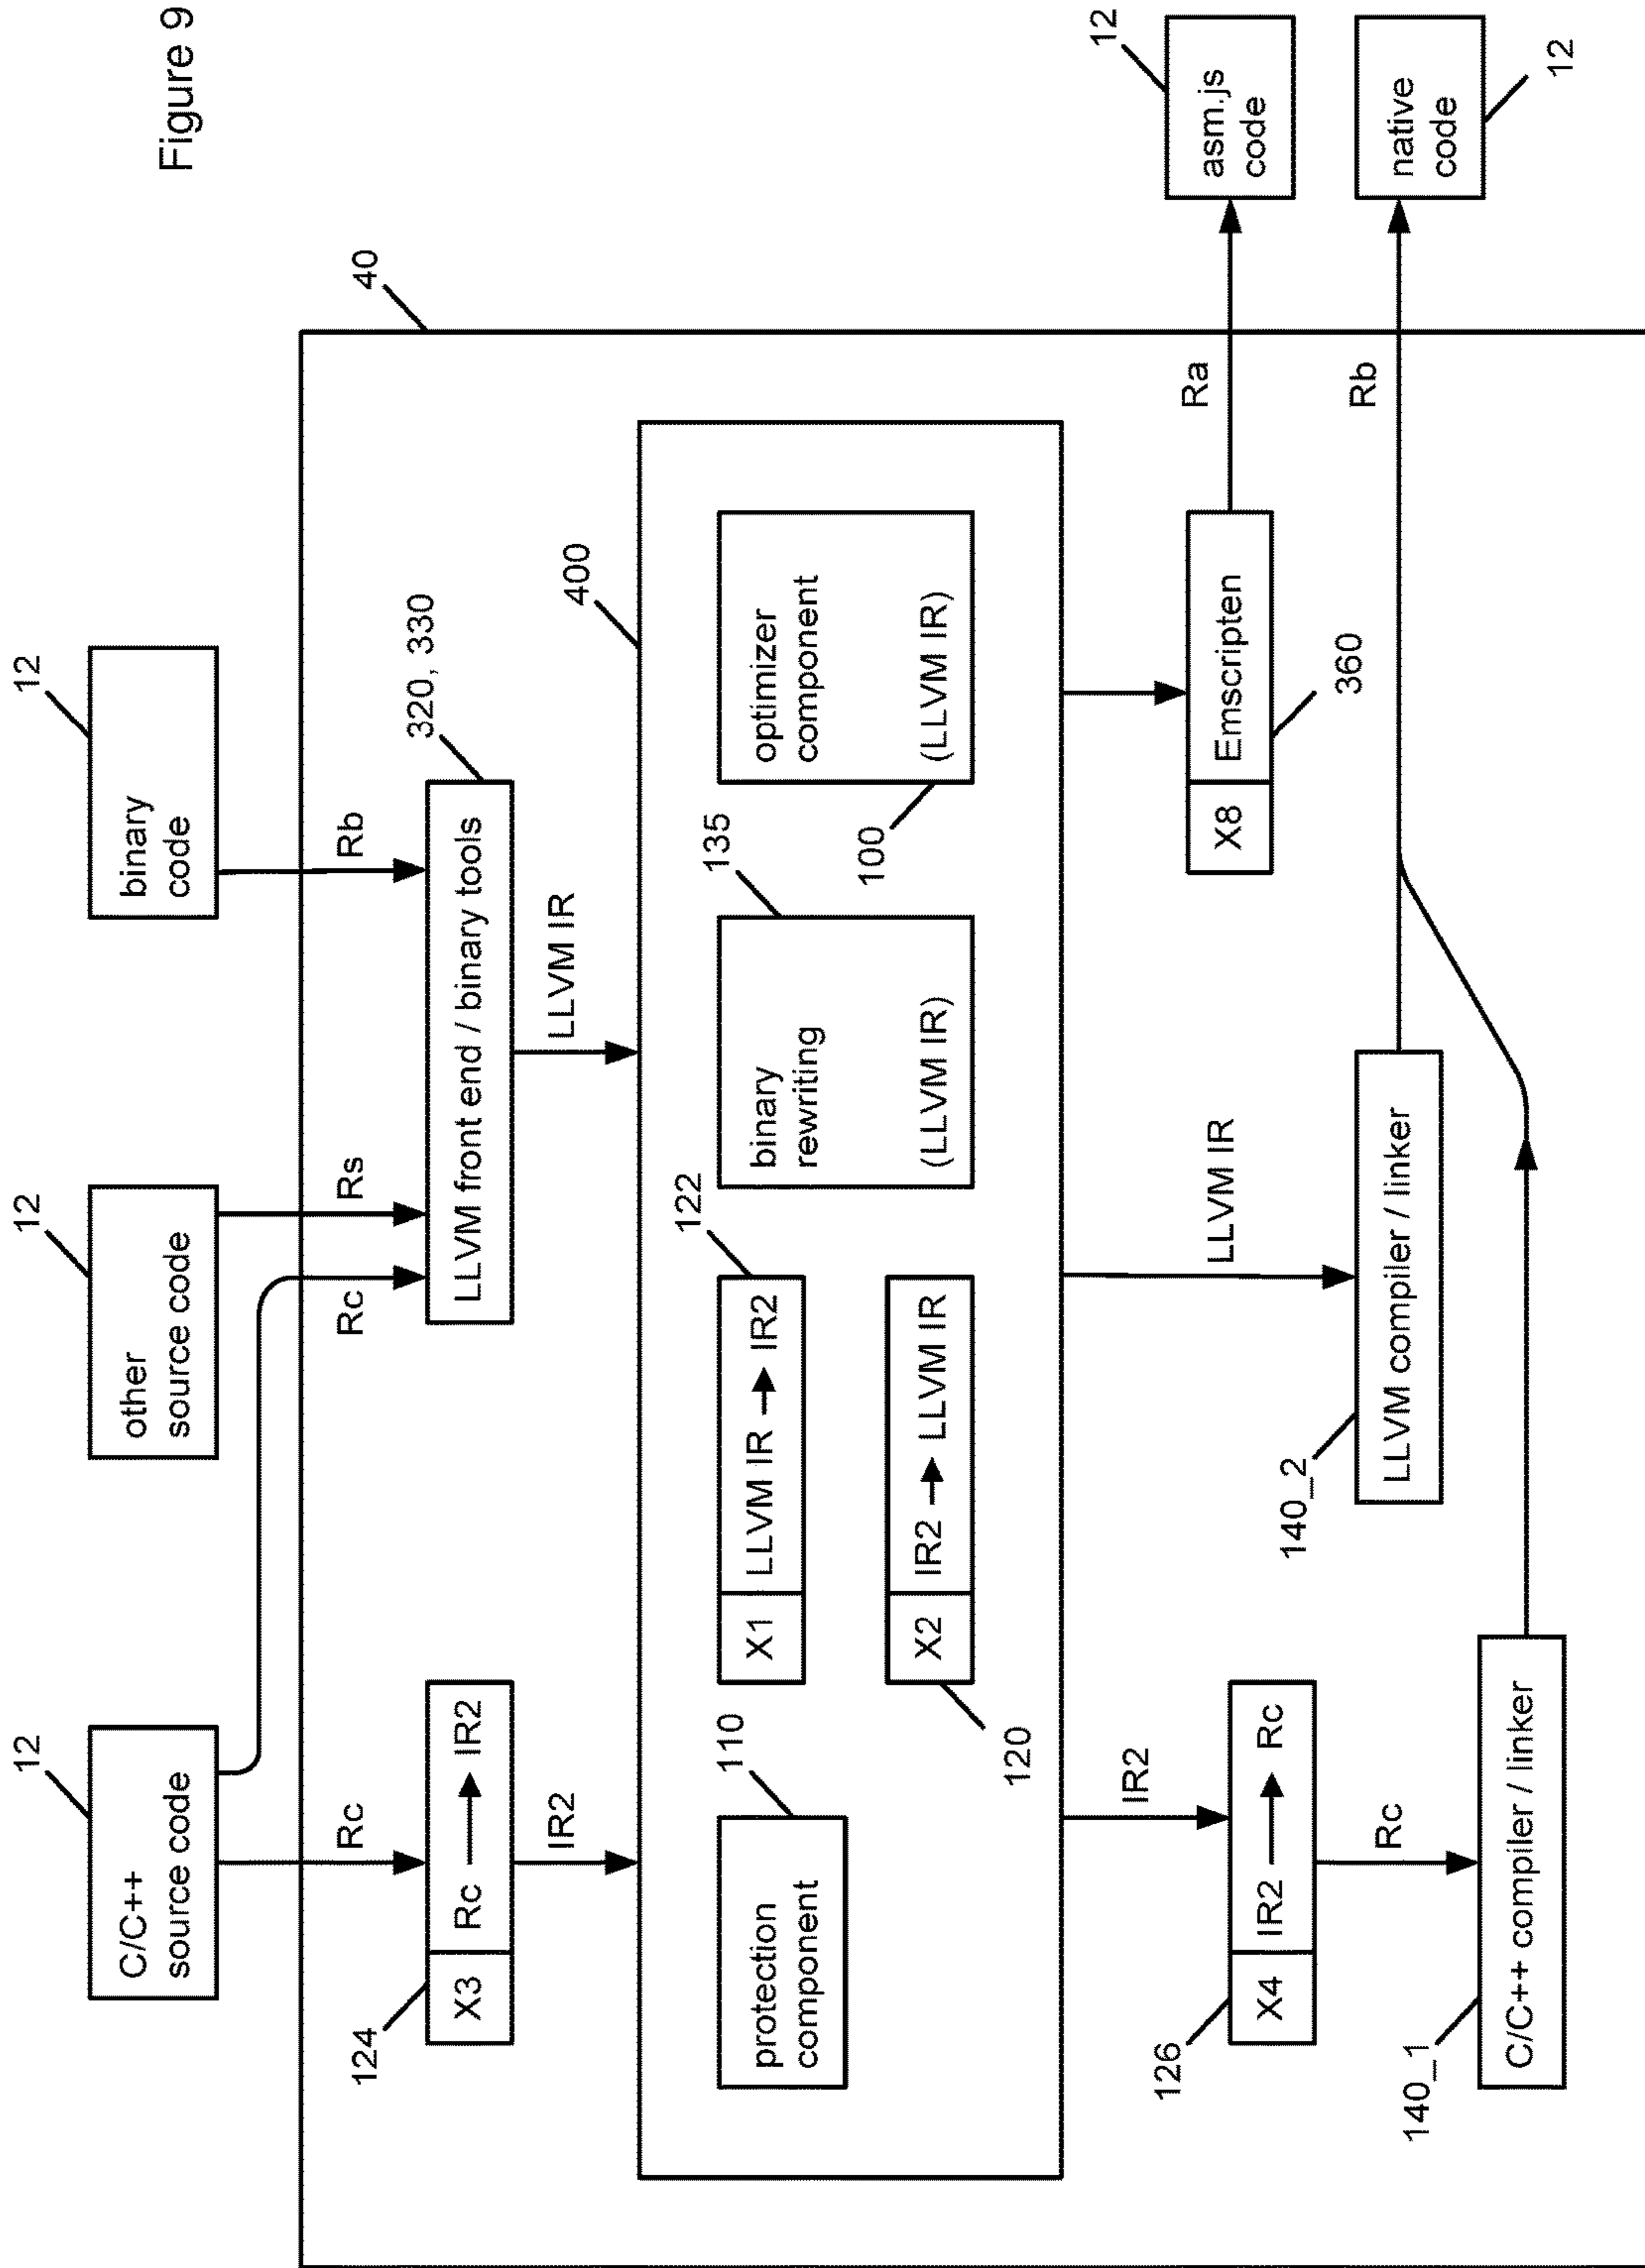 Figure 9
12
12
12
C/C++
source code
other
source code
binary
code
40
Rc
Rc
Rs
Rb
124
X3
Rc
IR2
LLVM front end / binary tools
320, 330
IR2
LLVM IR
400
110
122
135
protection
component
X1
LLVM IR
IR2
binary
rewriting
(LLVM IR)
optimizer
component
(LLVM IR)
X2
IR2
LLVM IR
120
100
IR2
LLVM IR
126
X4
IR2
Rc
X8
Emscripten
360
Ra
asm.js
code
12
Rc
140_1
C/C++ compiler / linker
140_2
LLVM compiler / linker
Rb
native
code
12